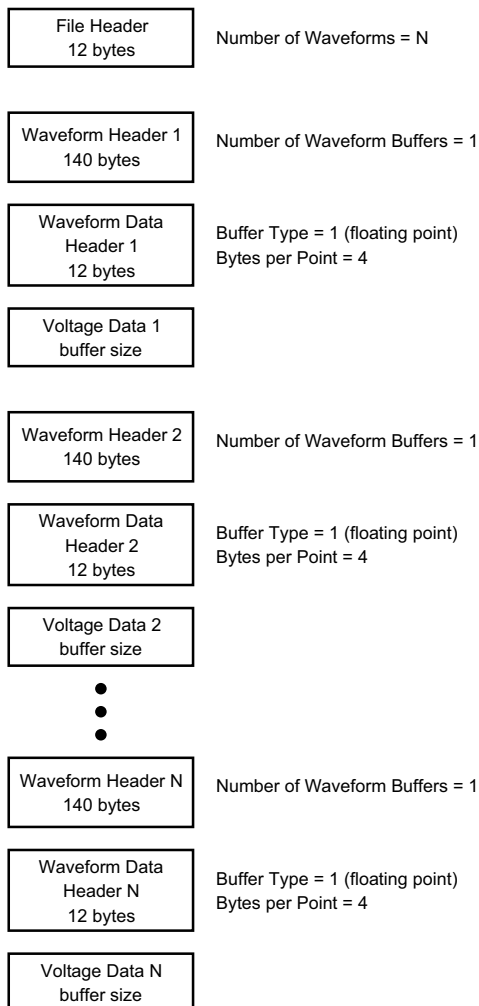 File Header
12 bytes
Number of Waveforms = N
Waveform Header 1
140 bytes
Number of Waveform Buffers = 1
Waveform Data
Header 1
12 bytes
Buffer Type = 1 (floating point)
Bytes per Point = 4
Voltage Data 1
buffer size
Waveform Header 2
140 bytes
Number of Waveform Buffers = 1
Waveform Data
Header 2
12 bytes
Buffer Type = 1 (floating point)
Bytes per Point = 4
Voltage Data 2
buffer size
Waveform Header N
140 bytes
Number of Waveform Buffers = 1
Waveform Data
Header N
12 bytes
Buffer Type = 1 (floating point)
Bytes per Point = 4
Voltage Data N
buffer size